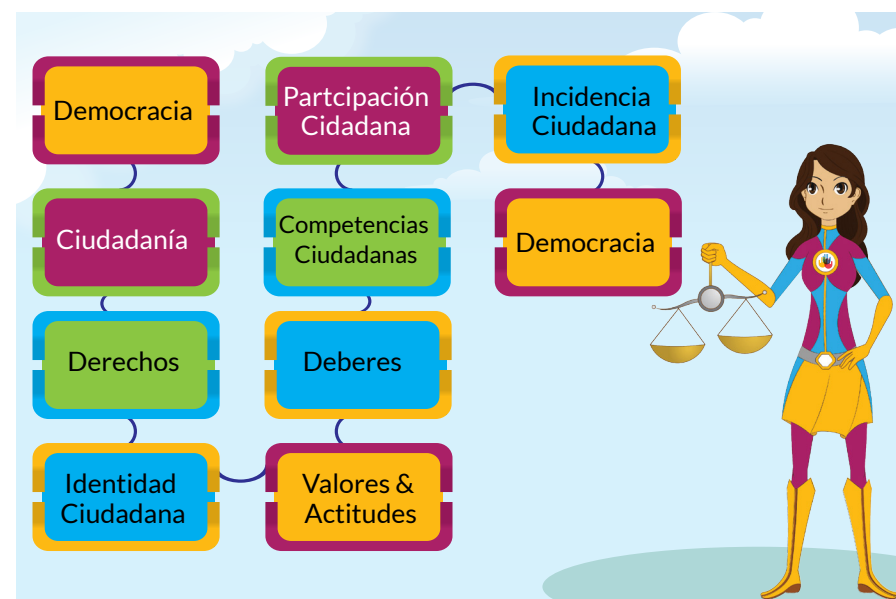 Democracia
Ciudadanía
Derechos
Identidad
Ciudadana
Valores &
Actitudes
Deberes
Competencias
Ciudadanas
Partcipación
Cidadana
Incidencia
Ciudadana
Democracia